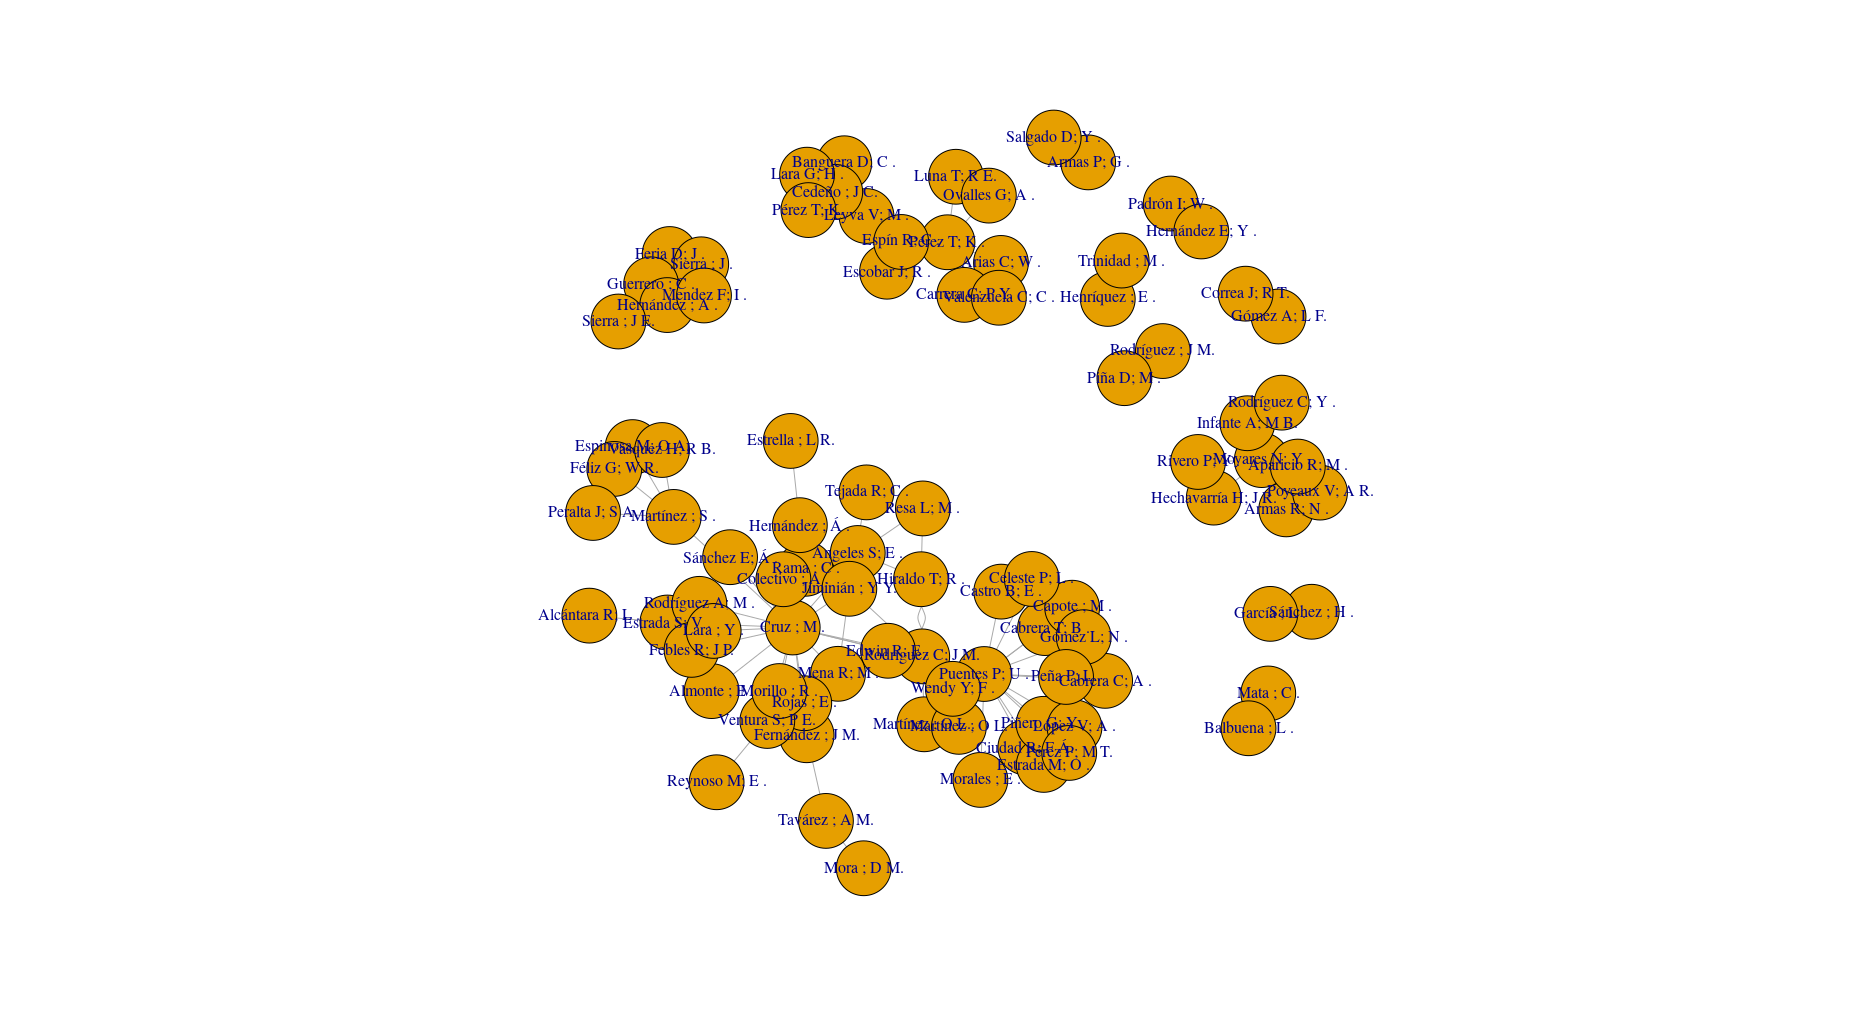 Salgado D; Y .
Armas P; G .
Banguera D; C .
Lara G; H .
Cedeño ; J C.
Pérez T; K.
Leyva V; M .
Luna T; R E.
Ovalles G; A .
Padrón I; W .
Hernández E; Y .
Espín R; G
Pérez T; K .
Escobar J; R .
Arias C; W .
Carrera C; P Y.
Valenzuela C; C .
Trinidad ; M .
Henríquez ; E .
Feria D; J .
Sierra ; J .
Guerrero ; C .
Méndez F; I .
Hernández ; A .
Sierra ; J E.
Correa J; R T.
Gómez A; L F.
Rodríguez ; J M.
Piña D; M .
Rodríguez C; Y .
Infante A; M B.
Rivero P; Y .
Moyares N; Y
Aparicio R; M .
Hechavarría H; J R.
Poveaux V; A R.
Armas R; N .
Estrella ; L R.
Espinosa M; O A.
Vásquez H; R B.
Féliz G; W R.
Peralta J; S A.
Martínez ; S .
Tejada R; C .
Resa L; M .
Hernández ; Á .
Sánchez E; Á .
Angeles S; E .
Rama ; C .
Colectivo ; A .
Jiminián ; Y Y.
Hiraldo T; R .
Celeste P; L .
Castro B; E .
Capote ; M .
Cabrera T; B .
Gómez L; N .
Alcántara R; L
Rodríguez A; M .
Estrada S; V .
Lara ; Y .
Cruz ; M .
Febles R; J P.
Edwin R; E
Rodríguez C; J M.
García ; L
Sánchez ; H .
Mena R; M .
Puentes P; U .
Peña P; L
Cabrera C; A .
Wendy Y; F .
Almonte ; E
Morillo ; R .
Rojas ; E .
Ventura S; P E.
Fernández ; J M.
Martínez ; O L.
Martínez ; O L
Piñero G; Y .
López V; A .
Ciudad R; F Á.
Pérez P; M T.
Estrada M; O .
Morales ; E .
Mata ; C .
Balbuena ; L .
Reynoso M; E .
Tavárez ; A M.
Mora ; D M.